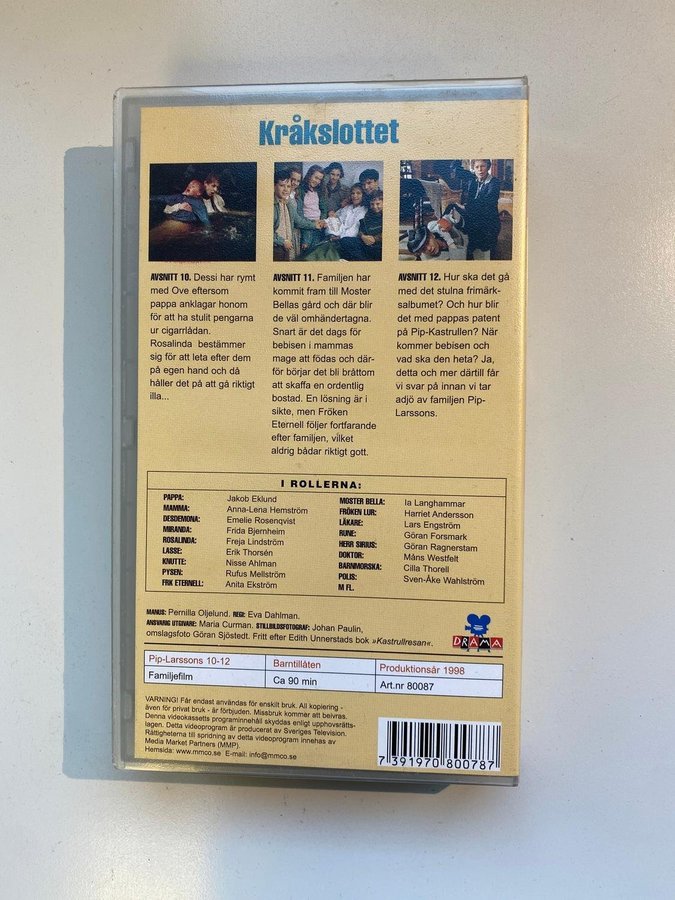 Kråkslottet
AVSNITT 10. Dessi har rymt
med Ove eftersom
pappa anklagar honom
för att ha stulit pengarna
ur cigarrlådan.
Rosalinda bestämmer
sig för att leta efter dem
på egen hand och då
håller det på att gå riktigt
illa...
AVSNITT 11. Familjen har
kommit fram till Moster
Bellas gård och där blir
de väl omhändertagna.
Snart är det dags för
bebisen i mammas
mage att födas och där-
för börjar det bli bråttom
att skaffa en ordentlig
bostad. En lösning är i
sikte, men Fröken
Eternell följer fortfarande
efter familjen, vilket
aldrig bådar riktigt gott.
AVSNITT 12. Hur ska det gå
med det stulna frimärk-
salbumet? Och hur blir
det med pappas patent
på Pip-Kastrullen? När
kommer bebisen och
vad ska den heta? Ja,
detta och mer därtill får
vi svar på innan vi tar
adjö av familjen Pip-
Larssons.
I ROLLERNA:
PAPPA: Jakob Eklund
MAMMA: Anna-Lena Hemström
DESDEMONA: Emelie Rosenqvist
MIRANDA: Frida Bjernheim
ROSALINDA: Freja Lindström
LASSE: Erik Thorsén
KNUTTE: Nisse Ahlman
PYSEN: Rufus Mellström
FRK ETERNELL: Anita Ekström
MOSTER BELLA: Ia Langhammar
FRÖKEN LUR: Harriet Andersson
LÄKARE: Lars Engström
RUNE: Göran Forsmark
HERR SIRIUS: Göran Ragnerstam
DOKTOR: Måns Westfelt
BARNMORSKA: Cilla Thorell
POLIS: Sven-Åke Wahlström
M FL.
MANUS: Pernilla Oljelund. REGI: Eva Dahlman.
ANSVARIG UTGIVARE: Maria Curman. STILLBILDSFOTOGRAF: Johan Paulin,
omslagsfoto Göran Sjöstedt. Fritt efter Edith Unnerstads bok »Kastrullresan«.
DRAMA
Pip-Larssons 10-12 Barntillåten Produktionsår 1998
Familjefilm Ca 90 min Art.nr 80087
VARNING! Får endast användas för enskilt bruk. All kopiering -
även för privat bruk - är förbjuden. Missbruk kommer att beivras.
Denna videokassetts programinnehåll skyddas enligt upphovsrätts-
lagen. Detta videoprogram är producerat av Sveriges Television.
Rättigheterna till spridning av detta videoprogram innehas av
Media Market Partners (MMP).
Hemsida: www.mmco.se E-mail: info@mmco.se
7 391970 800787